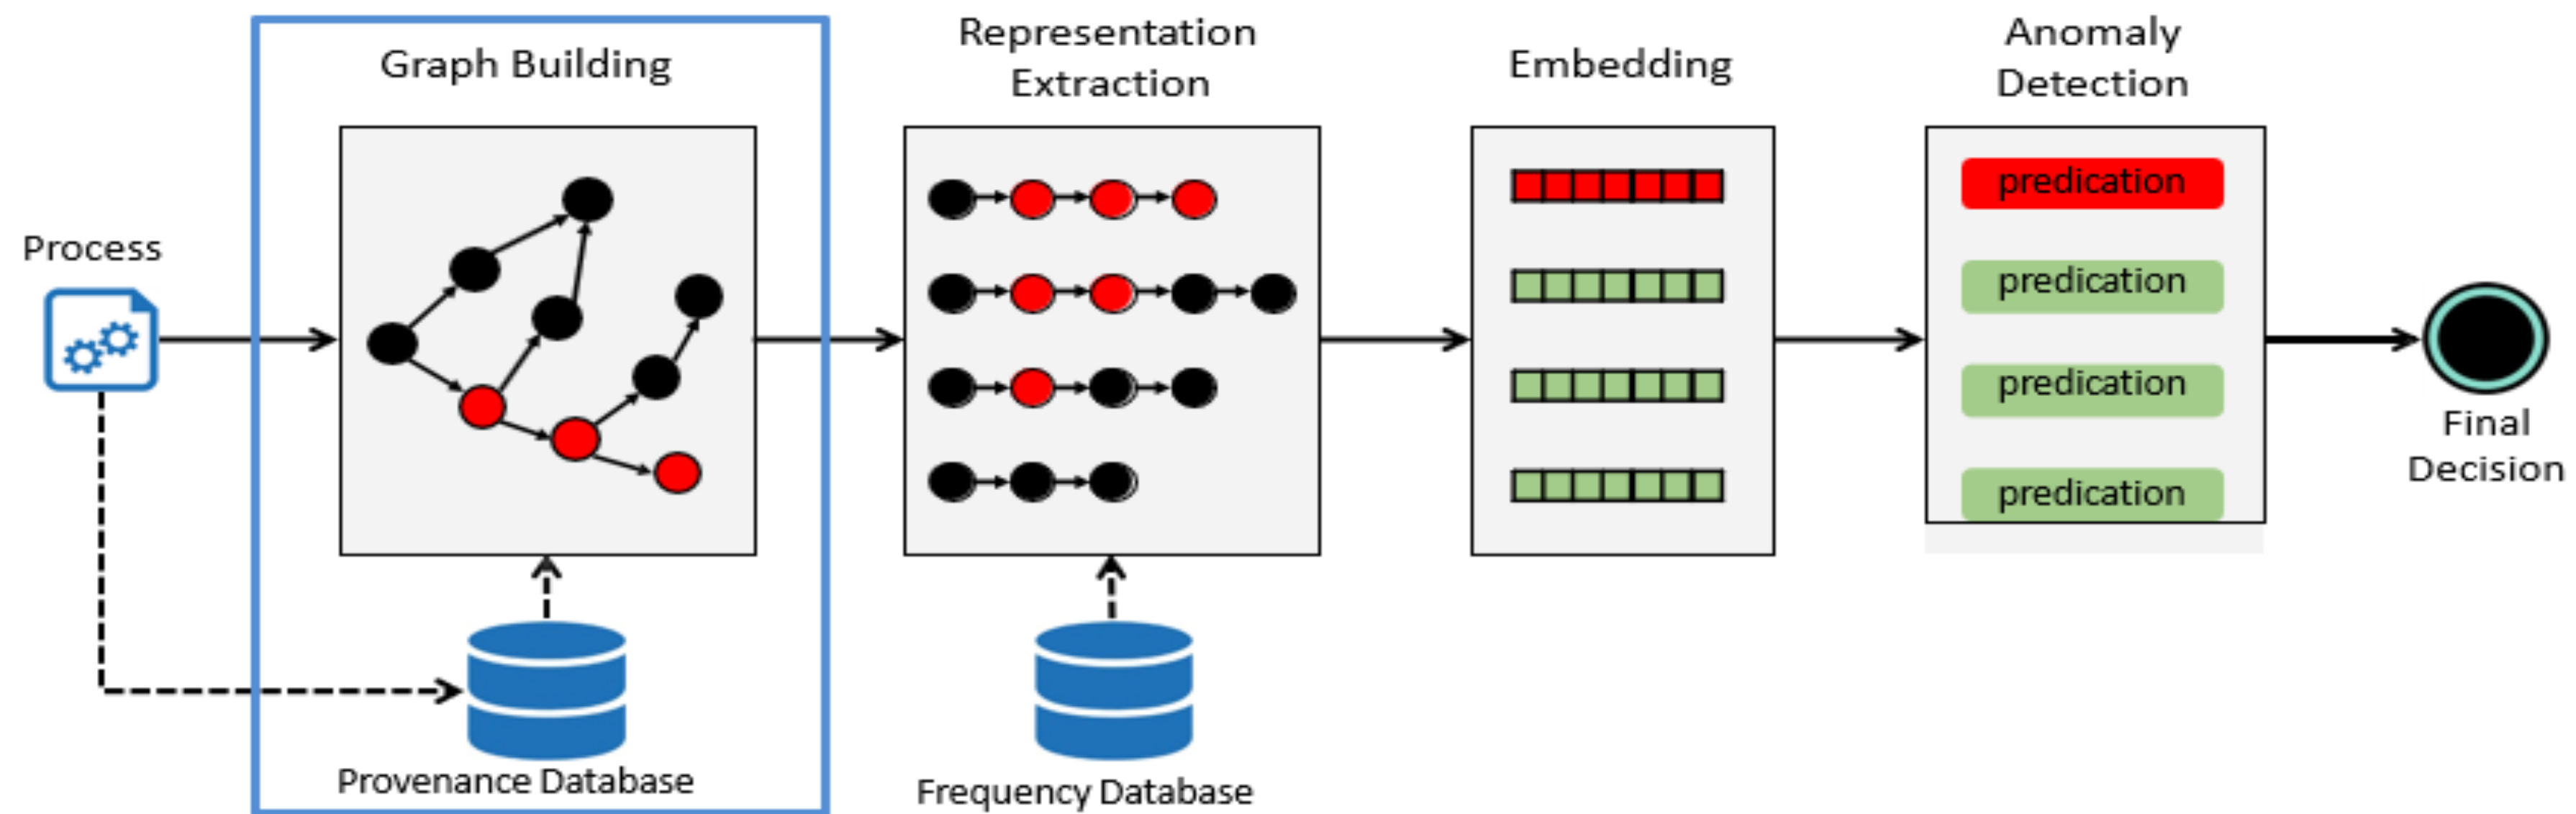 Process
Graph Building
Provenance Database
Representation
Extraction
Frequency Database
Embedding
Anomaly
Detection
predication
predication
predication
predication
Final
Decision